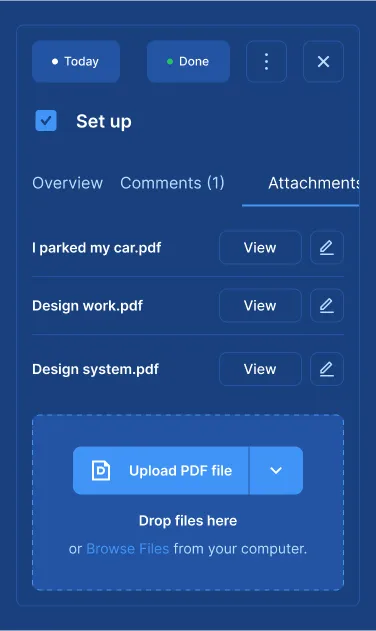 Today Done
Set up
Overview Comments (1) Attachments
I parked my car.pdf View
Design work.pdf View
Design system.pdf View
Upload PDF file
Drop files here
or Browse Files from your computer.